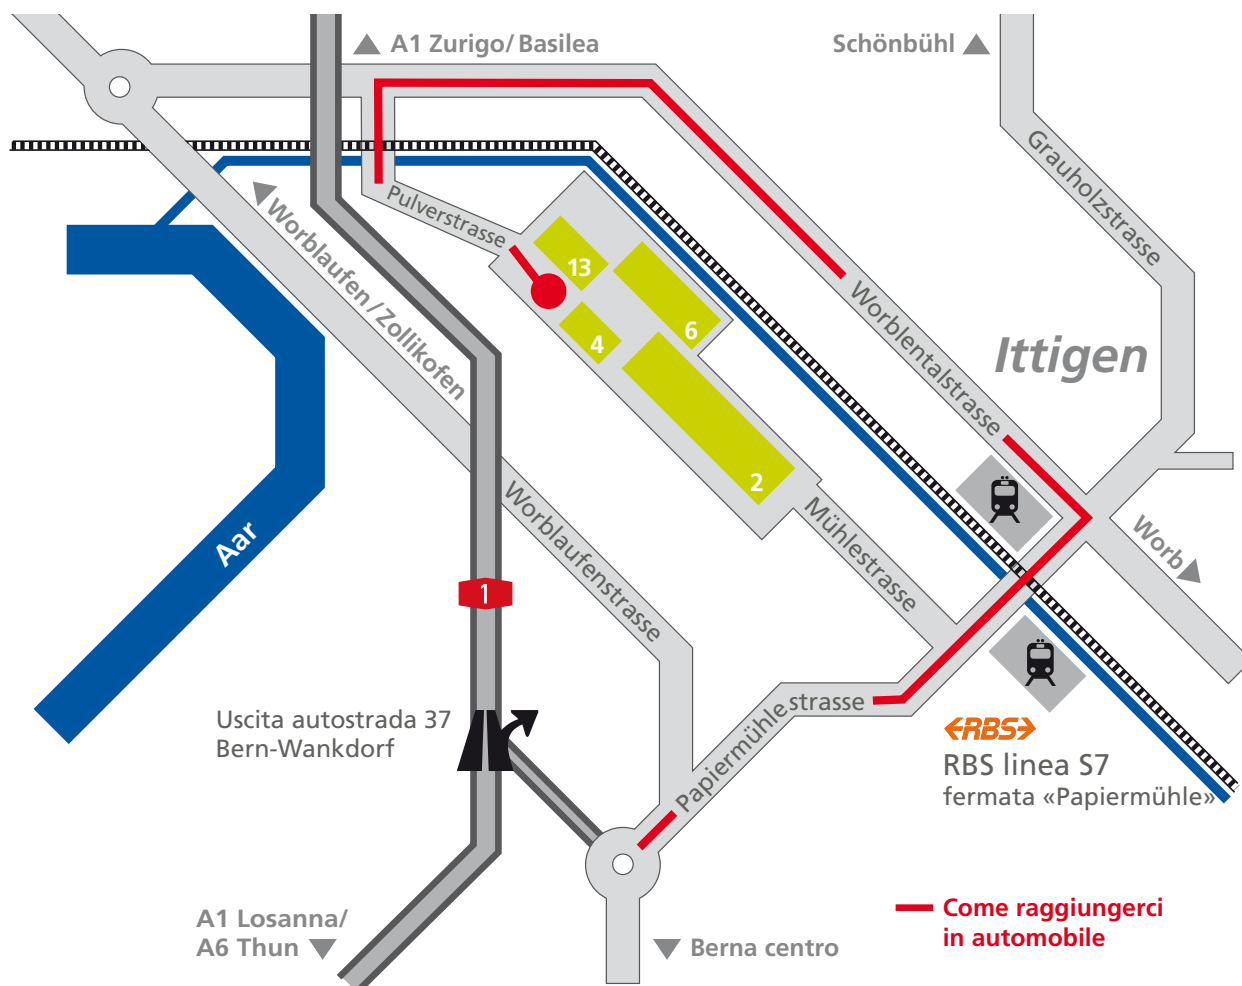 A1 Zurigo/Basilea
Schönbühl
Grauholzstrasse
Pulverstrasse
Worblaufen/Zollikofen
13
6
4
2
Worblentalstrasse
Ittigen
Aar
Worblaufenstrasse
Mühlestrasse
Worb
1
Uscita autostrada 37
Bern-Wankdorf
Papiermühlestrasse
RBS
RBS linea S7
fermata «Papiermühle»
A1 Losanna/
A6 Thun
Berna centro
Come raggiungerci
in automobile